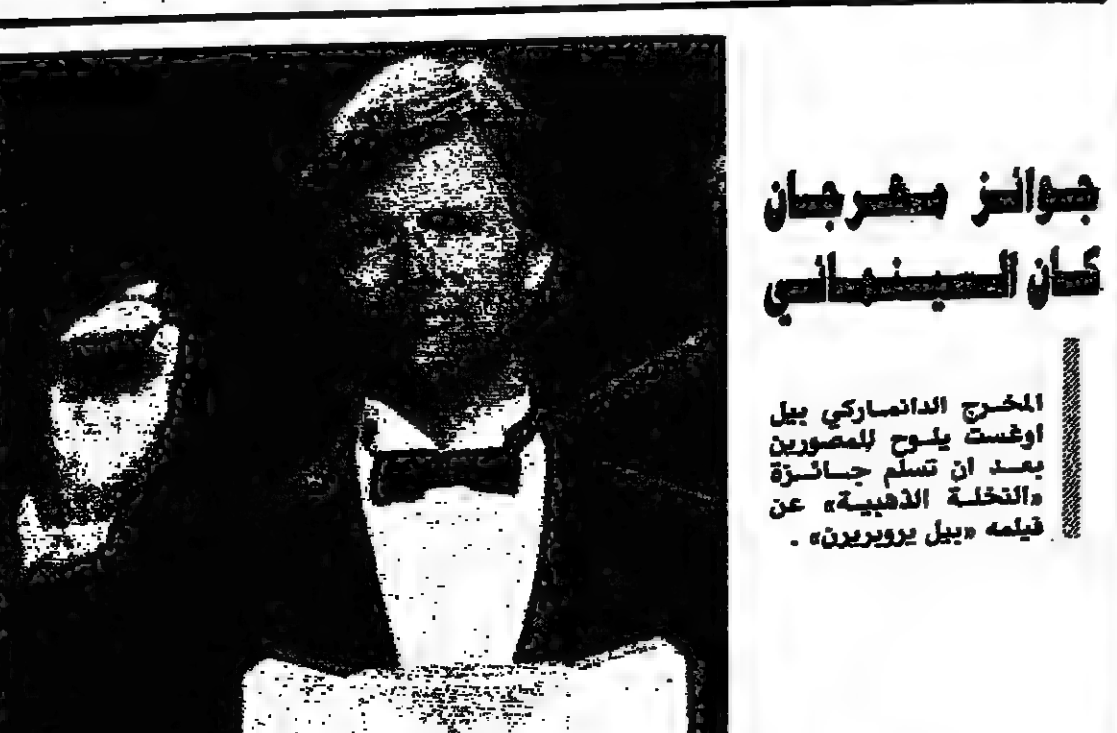 جوائز مهرجان
كان السينمائي
المخرج الدانماركي بيل
اوغست يلوح للمصورين
بعد ان تسلم جائزة
«النخلة الذهبية» عن
فيلمه «بيل يروبريرن» .